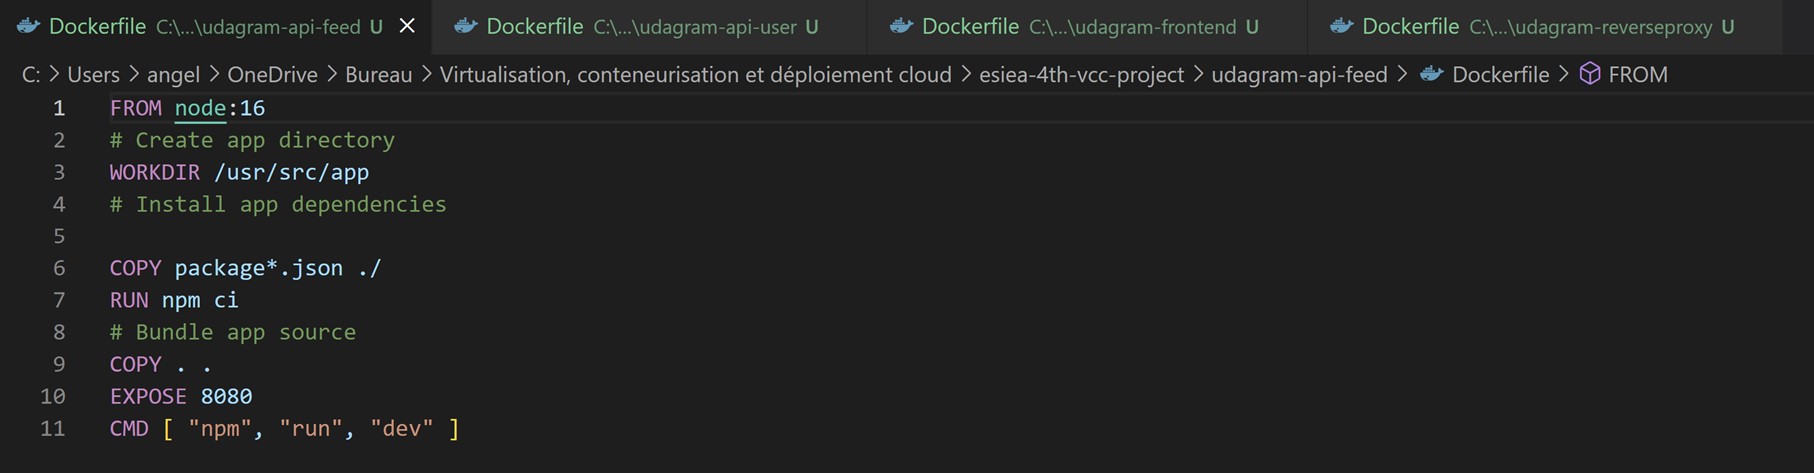 Dockerfile C:\...\udagram-api-feed U Dockerfile C:\...\udagram-api-user U Dockerfile C:\...\udagram-frontend U Dockerfile C:\...\udagram-reverseproxy U
C: > Users > angel > OneDrive > Bureau > Virtualisation, conteneurisation et déploiement cloud > esiea-4th-vcc-project > udagram-api-feed > Dockerfile > FROM
1 FROM node:16
2 # Create app directory
3 WORKDIR /usr/src/app
4 # Install app dependencies
5
6 COPY package*.json ./
7 RUN npm ci
8 # Bundle app source
9 COPY . .
10 EXPOSE 8080
11 CMD [ "npm", "run", "dev" ]